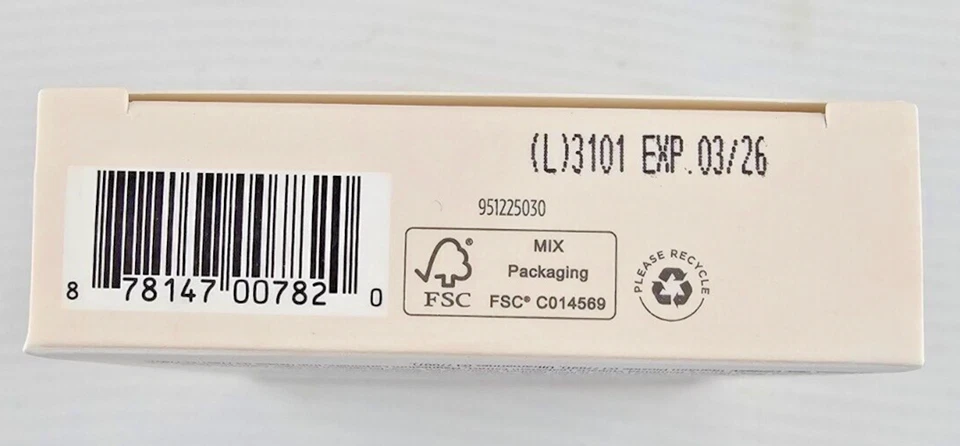 (L)3101 EXP. 03/26
951225030
8 78147 00782 0
FSC®
MIX
Packaging
FSC® C014569
PLEASE RECYCLE